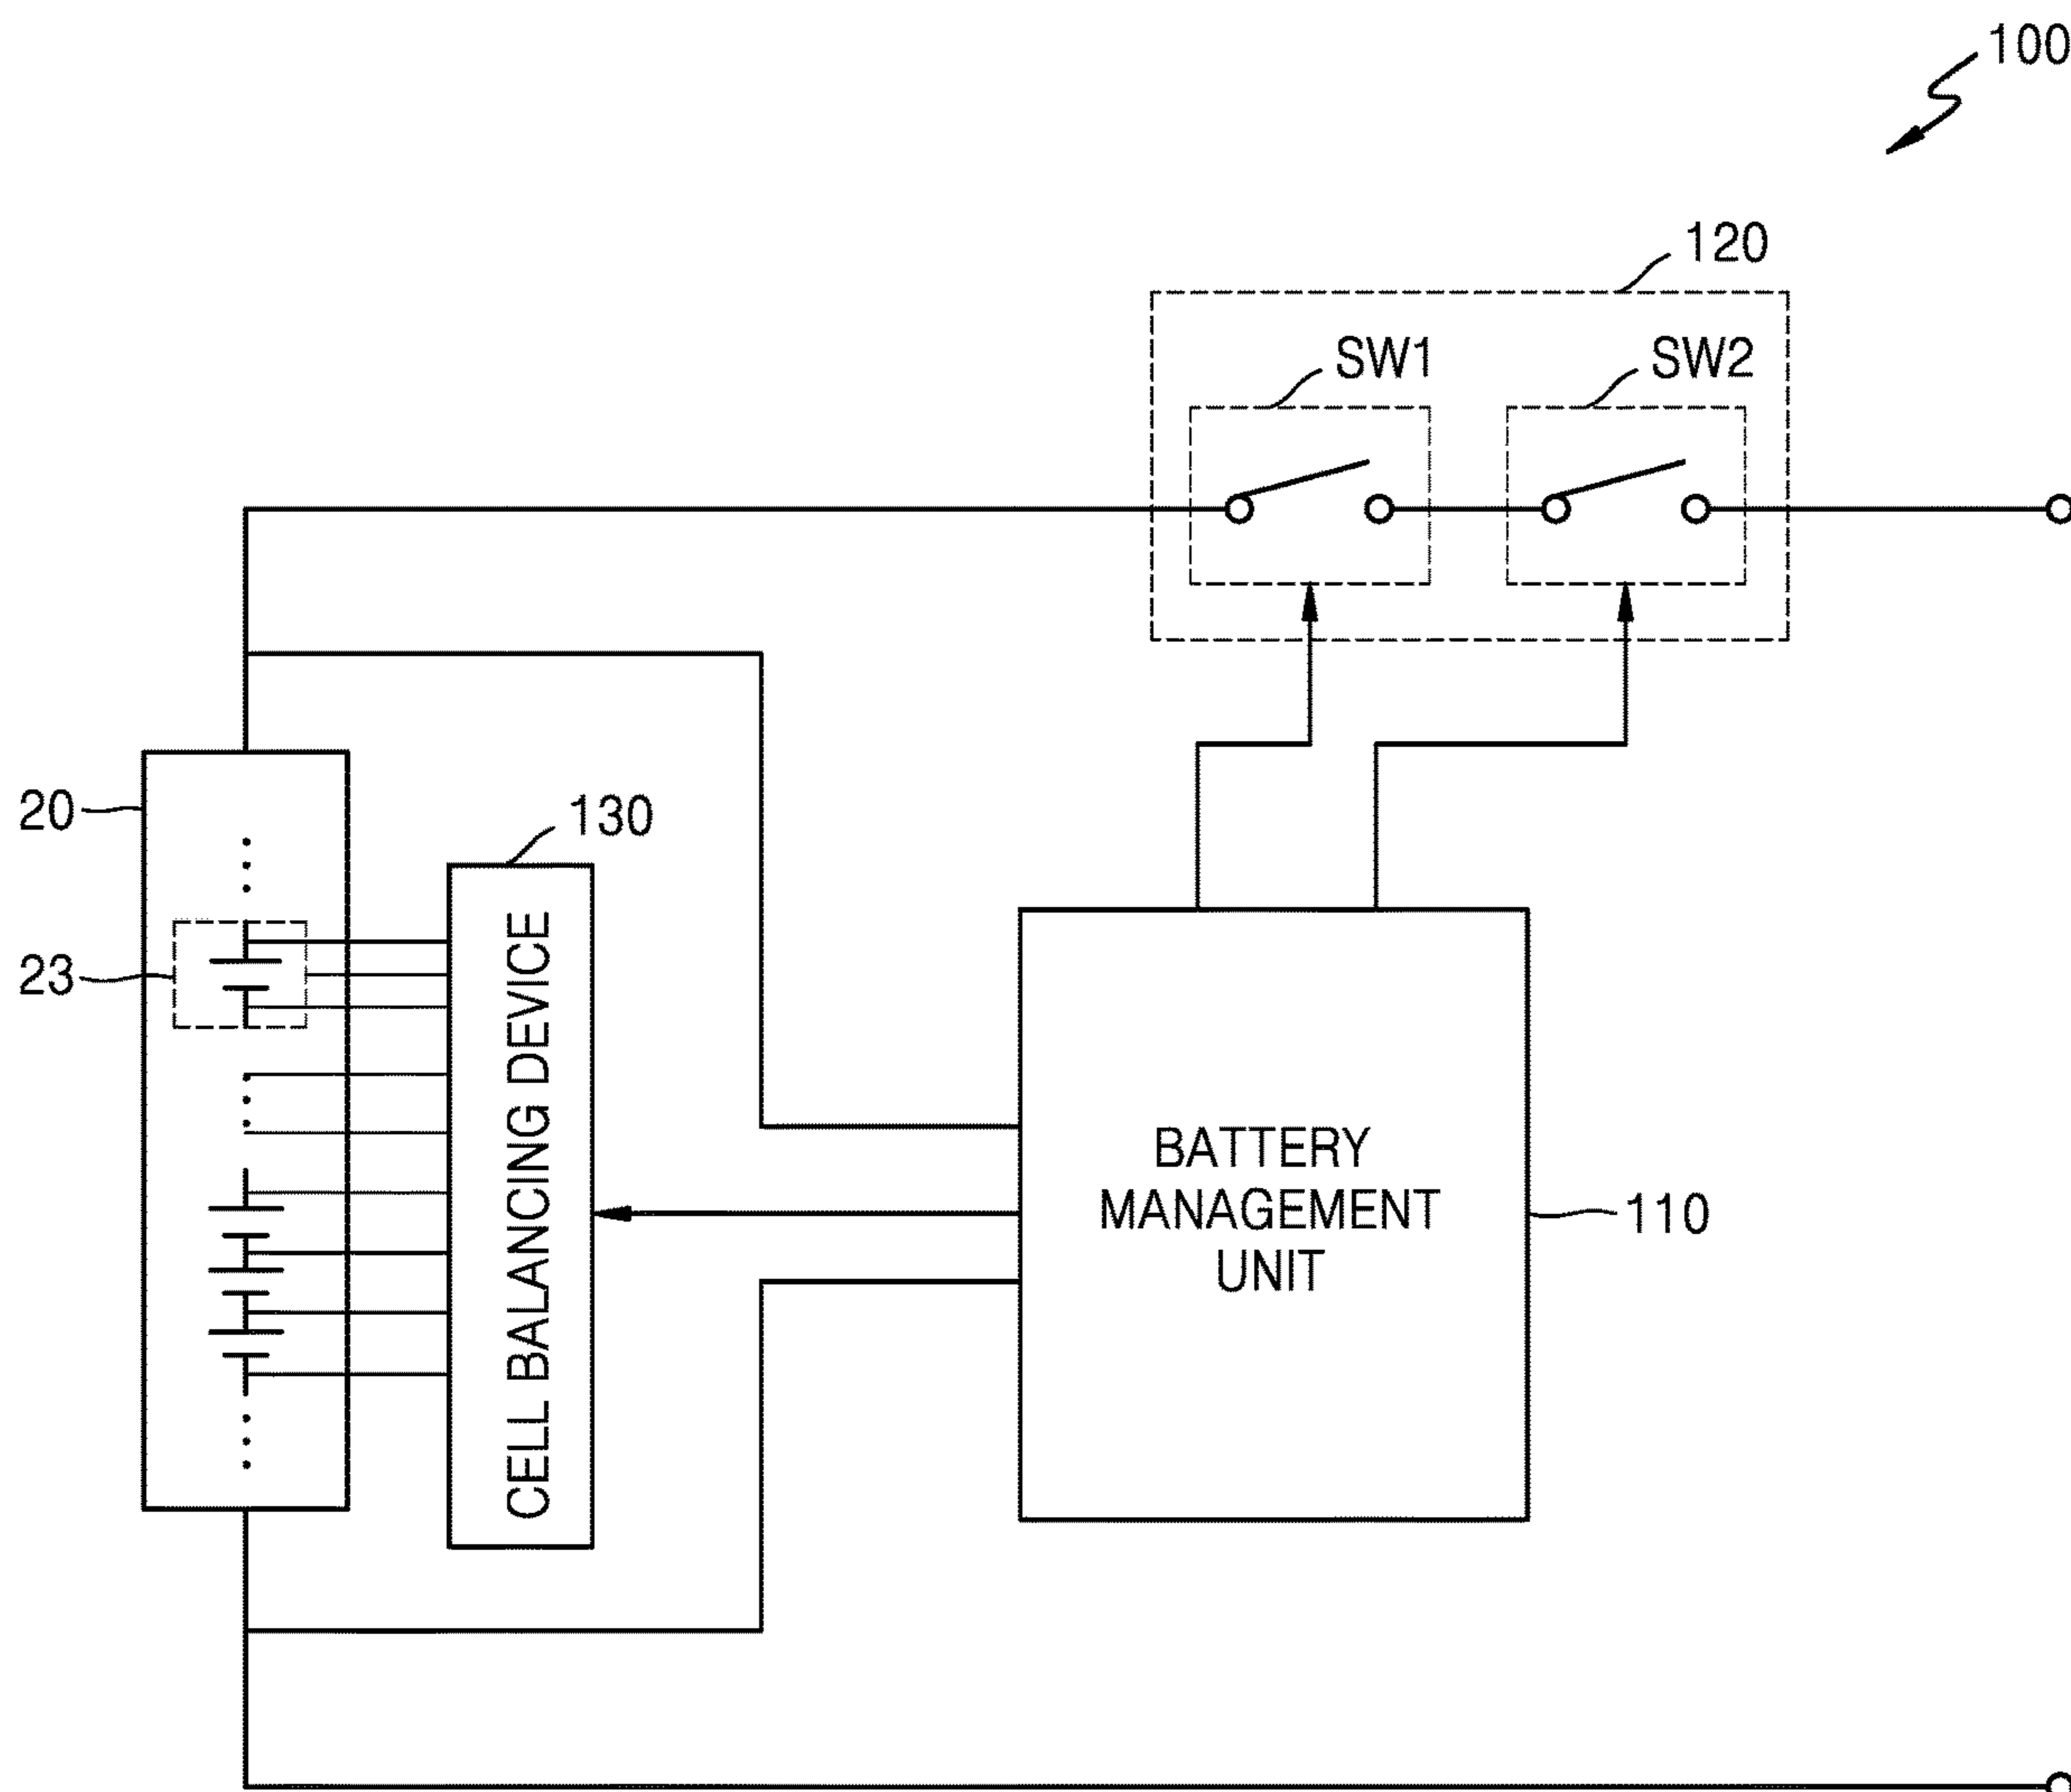 100
120
SW1
SW2
20
130
23
CELL BALANCING DEVICE
BATTERY
MANAGEMENT
UNIT
110